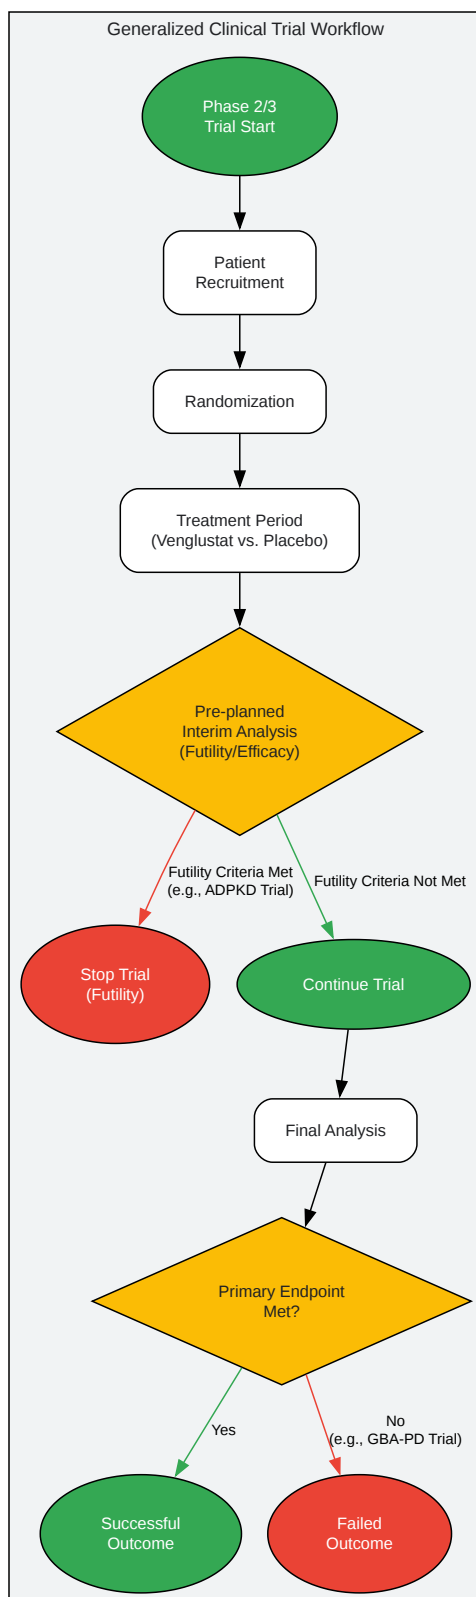 Generalized Clinical Trial Workflow
Phase 2/3
Trial Start
Patient
Recruitment
Randomization
Treatment Period
(Venglustat vs. Placebo)
Pre-planned
Interim Analysis
(Futility/Efficacy)
Futility Criteria Met
(e.g., ADPKD Trial)
Futility Criteria Not Met
Stop Trial
(Futility)
Continue Trial
Final Analysis
Primary Endpoint
Met?
Yes
No
(e.g., GBA-PD Trial)
Successful
Outcome
Failed
Outcome